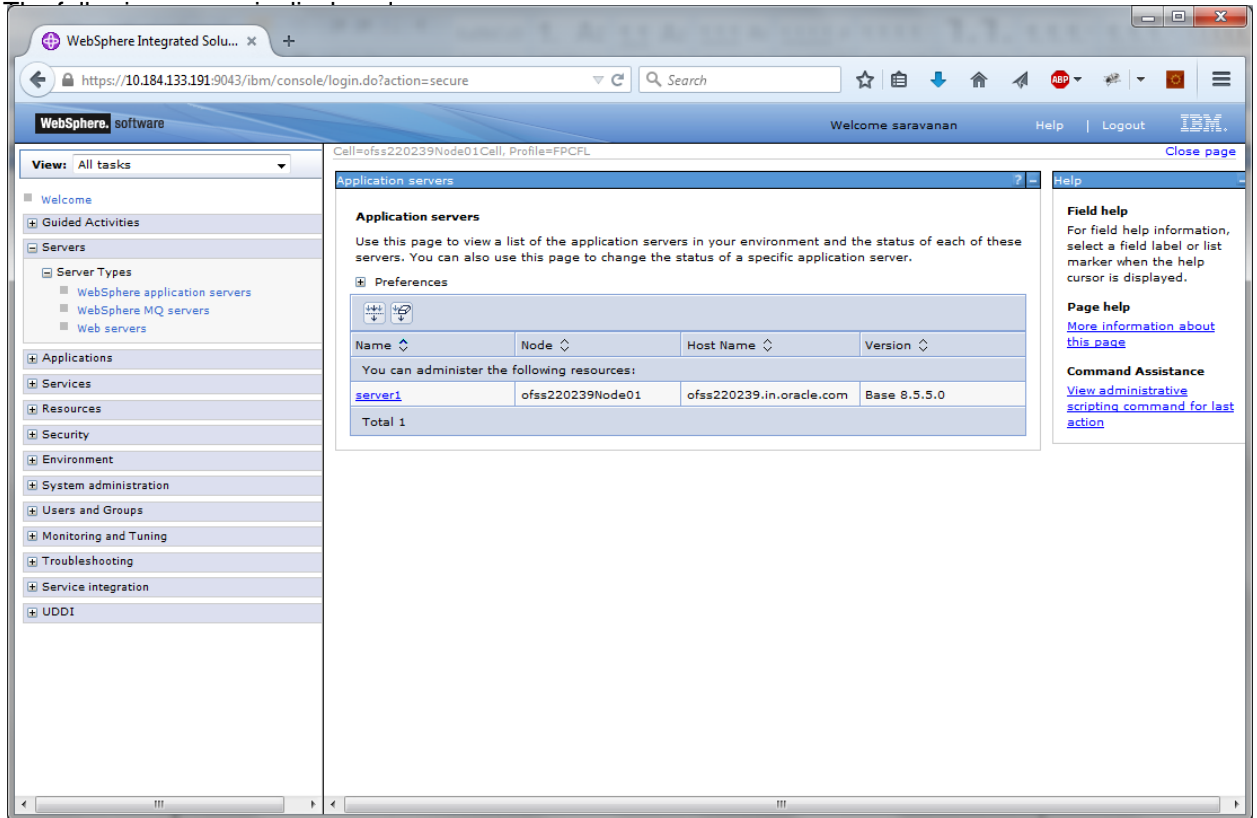 WebSphere Integrated Solu...
https://10.184.133.191:9043/ibm/console/login.do?action=secure
Search
ABP
WebSphere. software
Welcome saravanan
Help | Logout
IBM.
View: All tasks
Welcome
Guided Activities
Servers
Server Types
WebSphere application servers
WebSphere MQ servers
Web servers
Applications
Services
Resources
Security
Environment
System administration
Users and Groups
Monitoring and Tuning
Troubleshooting
Service integration
UDDI
Cell=ofss220239Node01Cell, Profile=FPCFL
Close page
Application servers
? -
Application servers
Use this page to view a list of the application servers in your environment and the status of each of these
servers. You can also use this page to change the status of a specific application server.
Preferences
Name Node Host Name Version
You can administer the following resources:
server1 ofss220239Node01 ofss220239.in.oracle.com Base 8.5.5.0
Total 1
Help
Field help
For field help information,
select a field label or list
marker when the help
cursor is displayed.
Page help
More information about
this page
Command Assistance
View administrative
scripting command for last
action